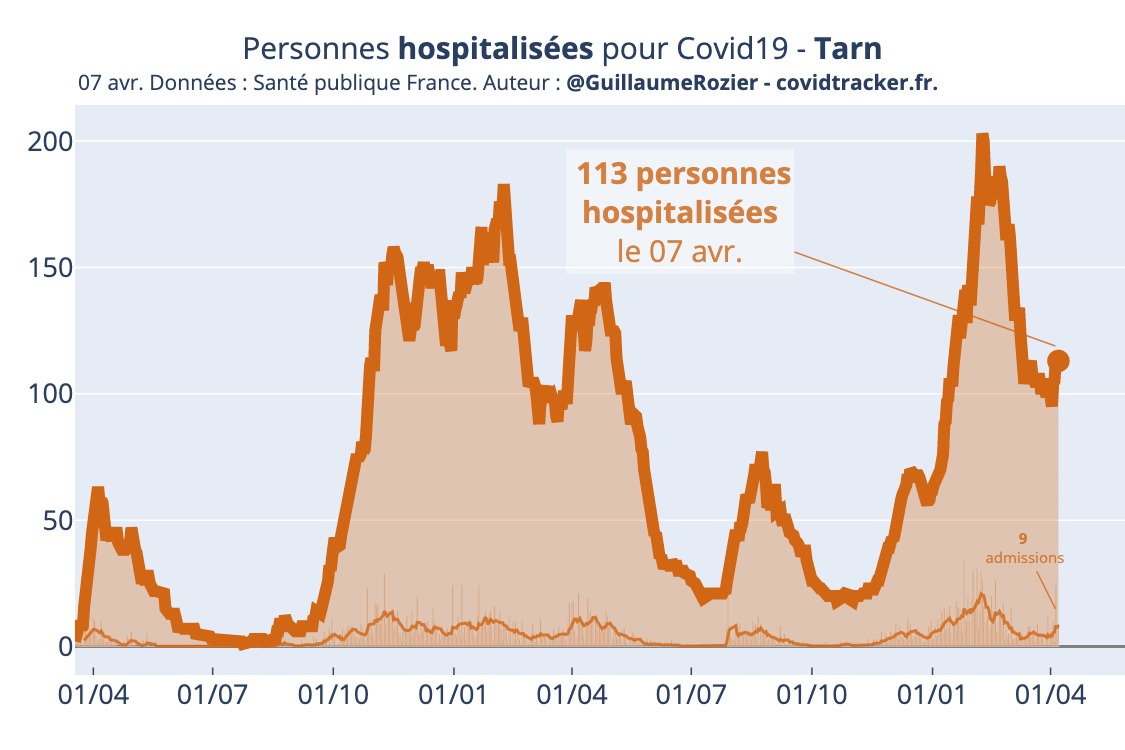 Personnes hospitalisées pour Covid19 - Tarn
07 avr. Données : Santé publique France. Auteur : @GuillaumeRozier - covidtracker.fr.
200
113 personnes
hospitalisées
le 07 avr.
150
100
50
9
admissions
0
01/04 01/07 01/10 01/01 01/04 01/07 01/10 01/01 01/04